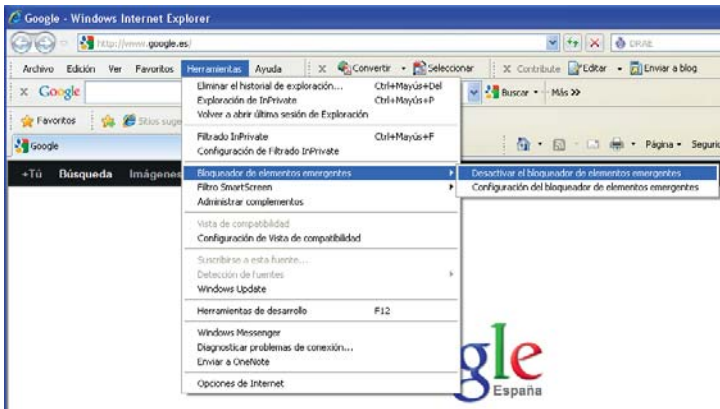 Google - Windows Internet Explorer
http://www.google.es/
DRAE
Archivo Edición Ver Favoritos Herramientas Ayuda x Convertir Seleccionar X Contribute Editar Enviar a blog
x Google Buscar Más >>
Favoritos Sitios suge
Google Página Segurid
+Tú Búsqueda Imágenes
Eliminar el historial de exploración... Ctrl+Mayús+Del
Exploración de InPrivate Ctrl+Mayús+P
Volver a abrir última sesión de Exploración
Filtrado InPrivate Ctrl+Mayús+F
Configuración de Filtrado InPrivate
Bloqueador de elementos emergentes
Desactivar el bloqueador de elementos emergentes
Filtro SmartScreen
Configuración del bloqueador de elementos emergentes
Administrar complementos
Vista de compatibilidad
Configuración de Vista de compatibilidad
Suscribirse a esta fuente...
Detección de fuentes
Windows Update
Herramientas de desarrollo F12
Windows Messenger
Diagnosticar problemas de conexión...
Enviar a OneNote
Opciones de Internet
gle
España